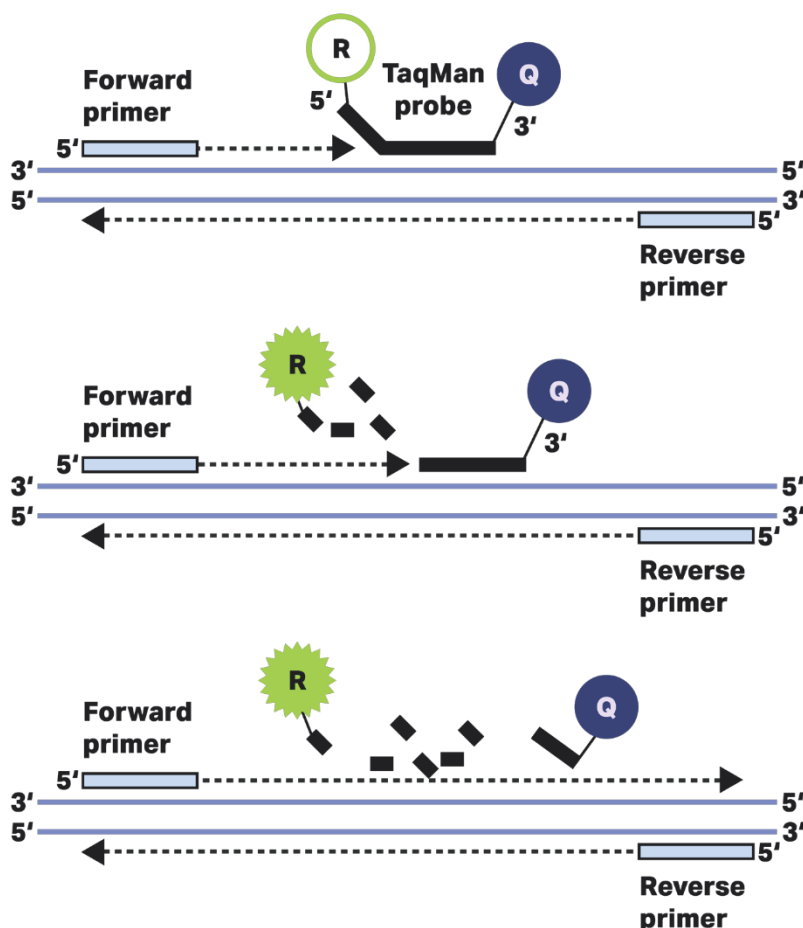 R
Q
Forward
primer
TaqMan
probe
5‘
3‘
5‘
3‘ 5‘
5‘ 3‘
5‘
Reverse
primer
R
Q
Forward
primer
3‘
5‘
3‘ 5‘
5‘ 3‘
5‘
Reverse
primer
R
Q
Forward
primer
5‘
3‘ 5‘
5‘ 3‘
5‘
Reverse
primer